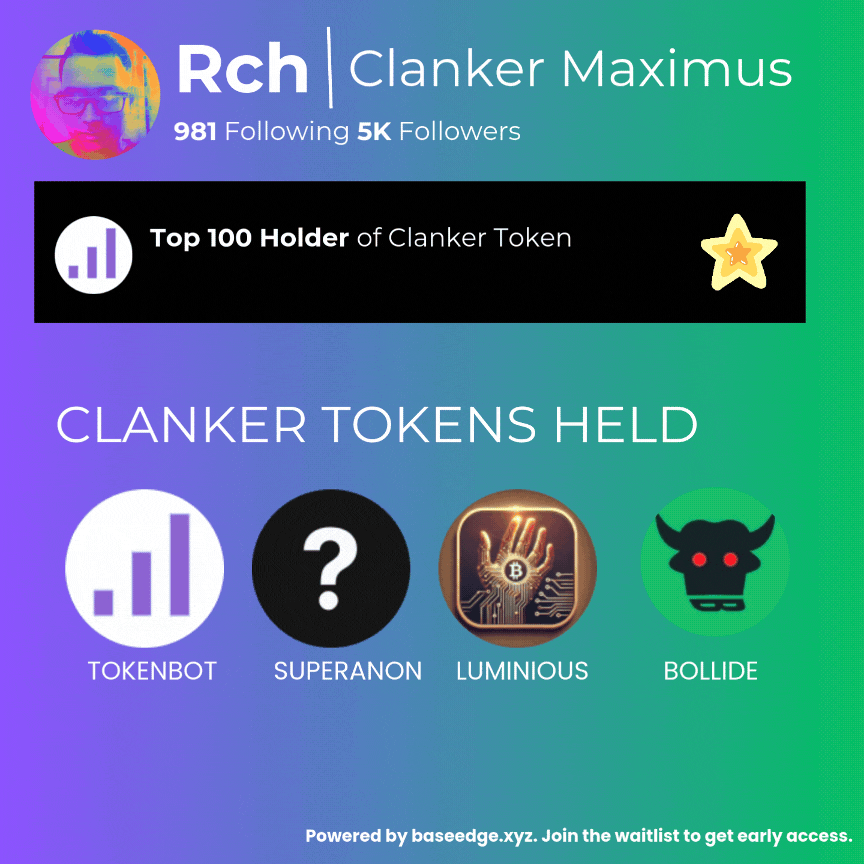 Rch | Clanker Maximus
981 Following 5K Followers
Top 100 Holder of Clanker Token
CLANKER TOKENS HELD
?
TOKENBOT SUPERANON LUMINIOUS BOLLIDE
Powered by baseedge.xyz. Join the waitlist to get early access.